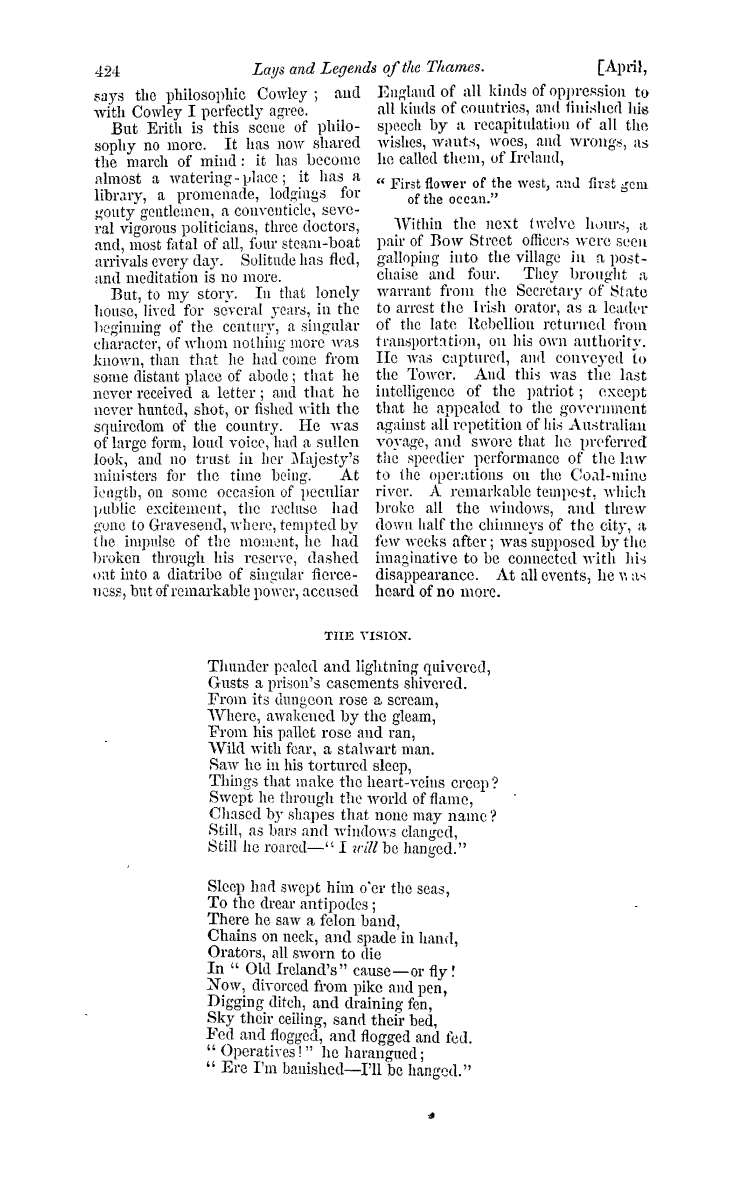 424 Lays and Legends of the Thames. [April,
says the philosophic Cowley ; and
with Cowley I perfectly agree.
But Erith is this scene of philo-
sophy no more. It has now shared
the march of mind : it has become
almost a watering-place ; it has a
library, a promenade, lodgings for
gouty gentlemen, a conventicle, seve-
ral vigorous politicians, three doctors,
and, most fatal of all, four steam-boat
arrivals every day. Solitude has fled,
and meditation is no more.
But, to my story. In that lonely
house, lived for several years, in the
beginning of the century, a singular
character, of whom nothing more was
known, than that he had come from
some distant place of abode ; that he
never received a letter ; and that he
never hunted, shot, or fished with the
squiredom of the country. He was
of large form, loud voice, had a sullen
look, and no trust in her Majesty's
ministers for the time being. At
length, on some occasion of peculiar
public excitement, the recluse had
gone to Gravesend, where, tempted by
the impulse of the moment, he had
broken through his reserve, dashed
out into a diatribe of singular fierce-
ness, but of remarkable power, accused
England of all kinds of oppression to
all kinds of countries, and finished his
speech by a recapitulation of all the
wishes, wants, woes, and wrongs, as
he called them, of Ireland,
" First flower of the west, and first gem
of the ocean."
Within the next twelve hours, a
pair of Bow Street officers were seen
galloping into the village in a post-
chaise and four. They brought a
warrant from the Secretary of State
to arrest the Irish orator, as a leader
of the late Rebellion returned from
transportation, on his own authority.
He was captured, and conveyed to
the Tower. And this was the last
intelligence of the patriot ; except
that he appealed to the government
against all repetition of his Australian
voyage, and swore that he preferred
the speedier performance of the law
to the operations on the Coal-mine
river. A remarkable tempest, which
broke all the windows, and threw
down half the chimneys of the city, a
few weeks after ; was supposed by the
imaginative to be connected with his
disappearance. At all events, he was
heard of no more.
THE VISION.
Thunder pealed and lightning quivered,
Gusts a prison's casements shivered.
From its dungeon rose a scream,
Where, awakened by the gleam,
From his pallet rose and ran,
Wild with fear, a stalwart man.
Saw he in his tortured sleep,
Things that make the heart-veins creep ?
Swept he through the world of flame,
Chased by shapes that none may name ?
Still, as bars and windows clanged,
Still he roared—" I will be hanged."
Sleep had swept him o'er the seas,
To the drear antipodes ;
There he saw a felon band,
Chains on neck, and spade in hand,
Orators, all sworn to die
In " Old Ireland's" cause—or fly !
Now, divorced from pike and pen,
Digging ditch, and draining fen,
Sky their ceiling, sand their bed,
Fed and flogged, and flogged and fed.
" Operatives ! " he harangued ;
" Ere I'm banished—I'll be hanged."